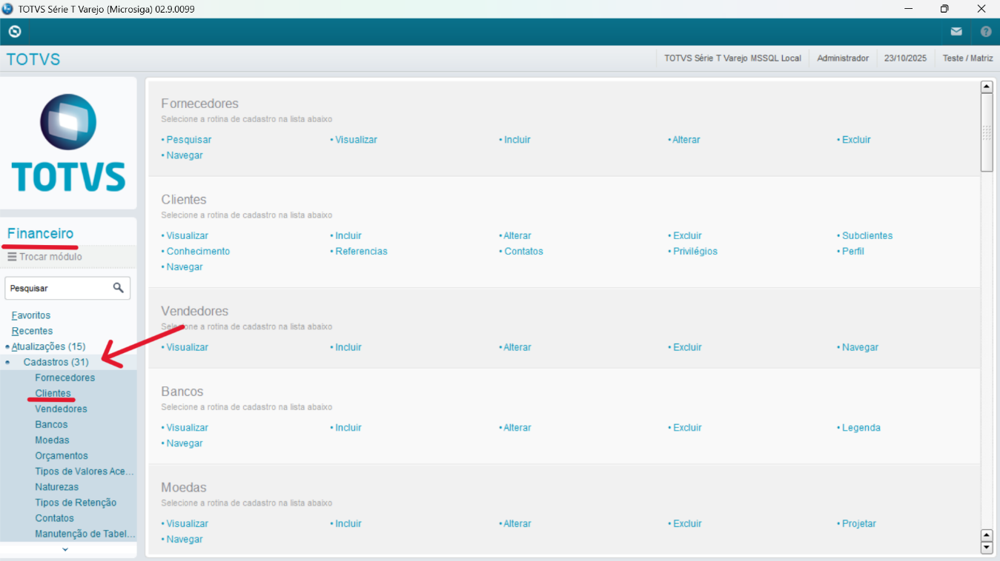 TOTVS Série T Varejo (Microsiga) 02.9.0099
TOTVS
TOTVS Série T Varejo MSSQL Local
Administrador
23/10/2025
Teste / Matriz
TOTVS
Financeiro
Trocar módulo
Pesquisar
Favoritos
Recentes
Atualizações (15)
Cadastros (31)
Fornecedores
Clientes
Vendedores
Bancos
Moedas
Orçamentos
Tipos de Valores Ace...
Naturezas
Tipos de Retenção
Contatos
Manutenção de Tabel...
Fornecedores
Selecione a rotina de cadastro na lista abaixo
• Pesquisar • Visualizar • Incluir • Alterar • Excluir
• Navegar
Clientes
Selecione a rotina de cadastro na lista abaixo
• Visualizar • Incluir • Alterar • Excluir • Subclientes
• Conhecimento • Referencias • Contatos • Privilégios • Perfil
• Navegar
Vendedores
Selecione a rotina de cadastro na lista abaixo
• Visualizar • Incluir • Alterar • Excluir • Navegar
Bancos
Selecione a rotina de cadastro na lista abaixo
• Visualizar • Incluir • Alterar • Excluir • Legenda
• Navegar
Moedas
Selecione a rotina de cadastro na lista abaixo
• Visualizar • Incluir • Alterar • Excluir • Projetar
• Navegar